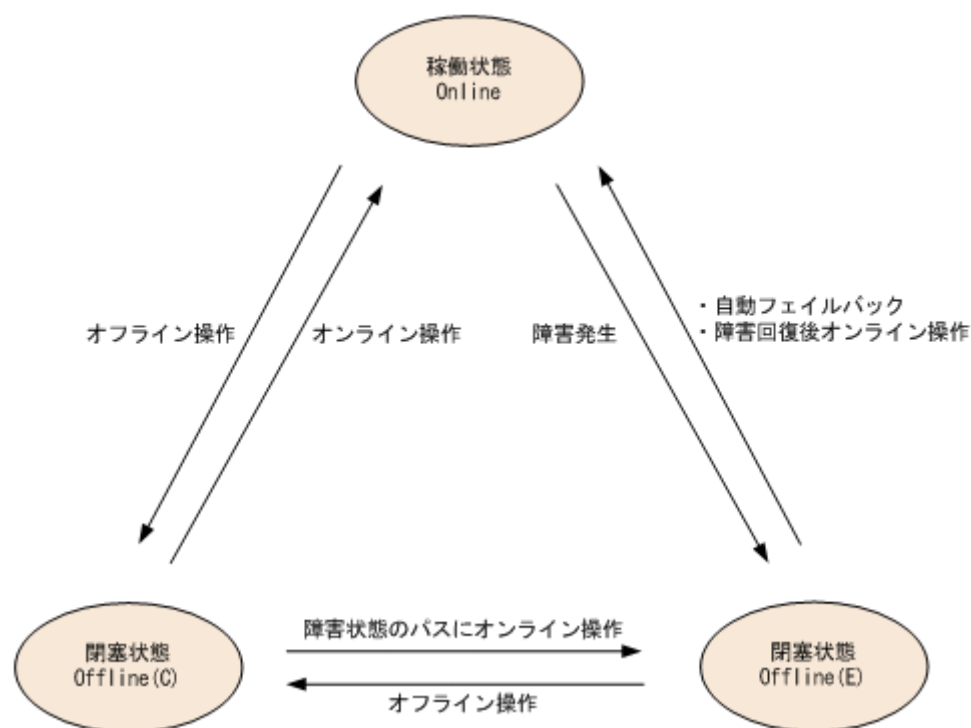 稼働状態
Online
・自動フェイルバック
・障害回復後オンライン操作
オフライン操作
オンライン操作
障害発生
障害状態のパスにオンライン操作
閉塞状態
Offline(C)
閉塞状態
Offline(E)
オフライン操作